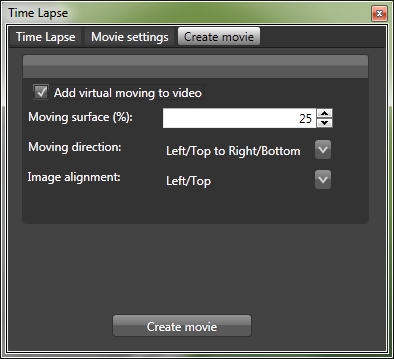 Time Lapse
Time Lapse Movie settings Create movie
Add virtual moving to video
Moving surface (%): 25
Moving direction: Left/Top to Right/Bottom
Image alignment: Left/Top
Create movie